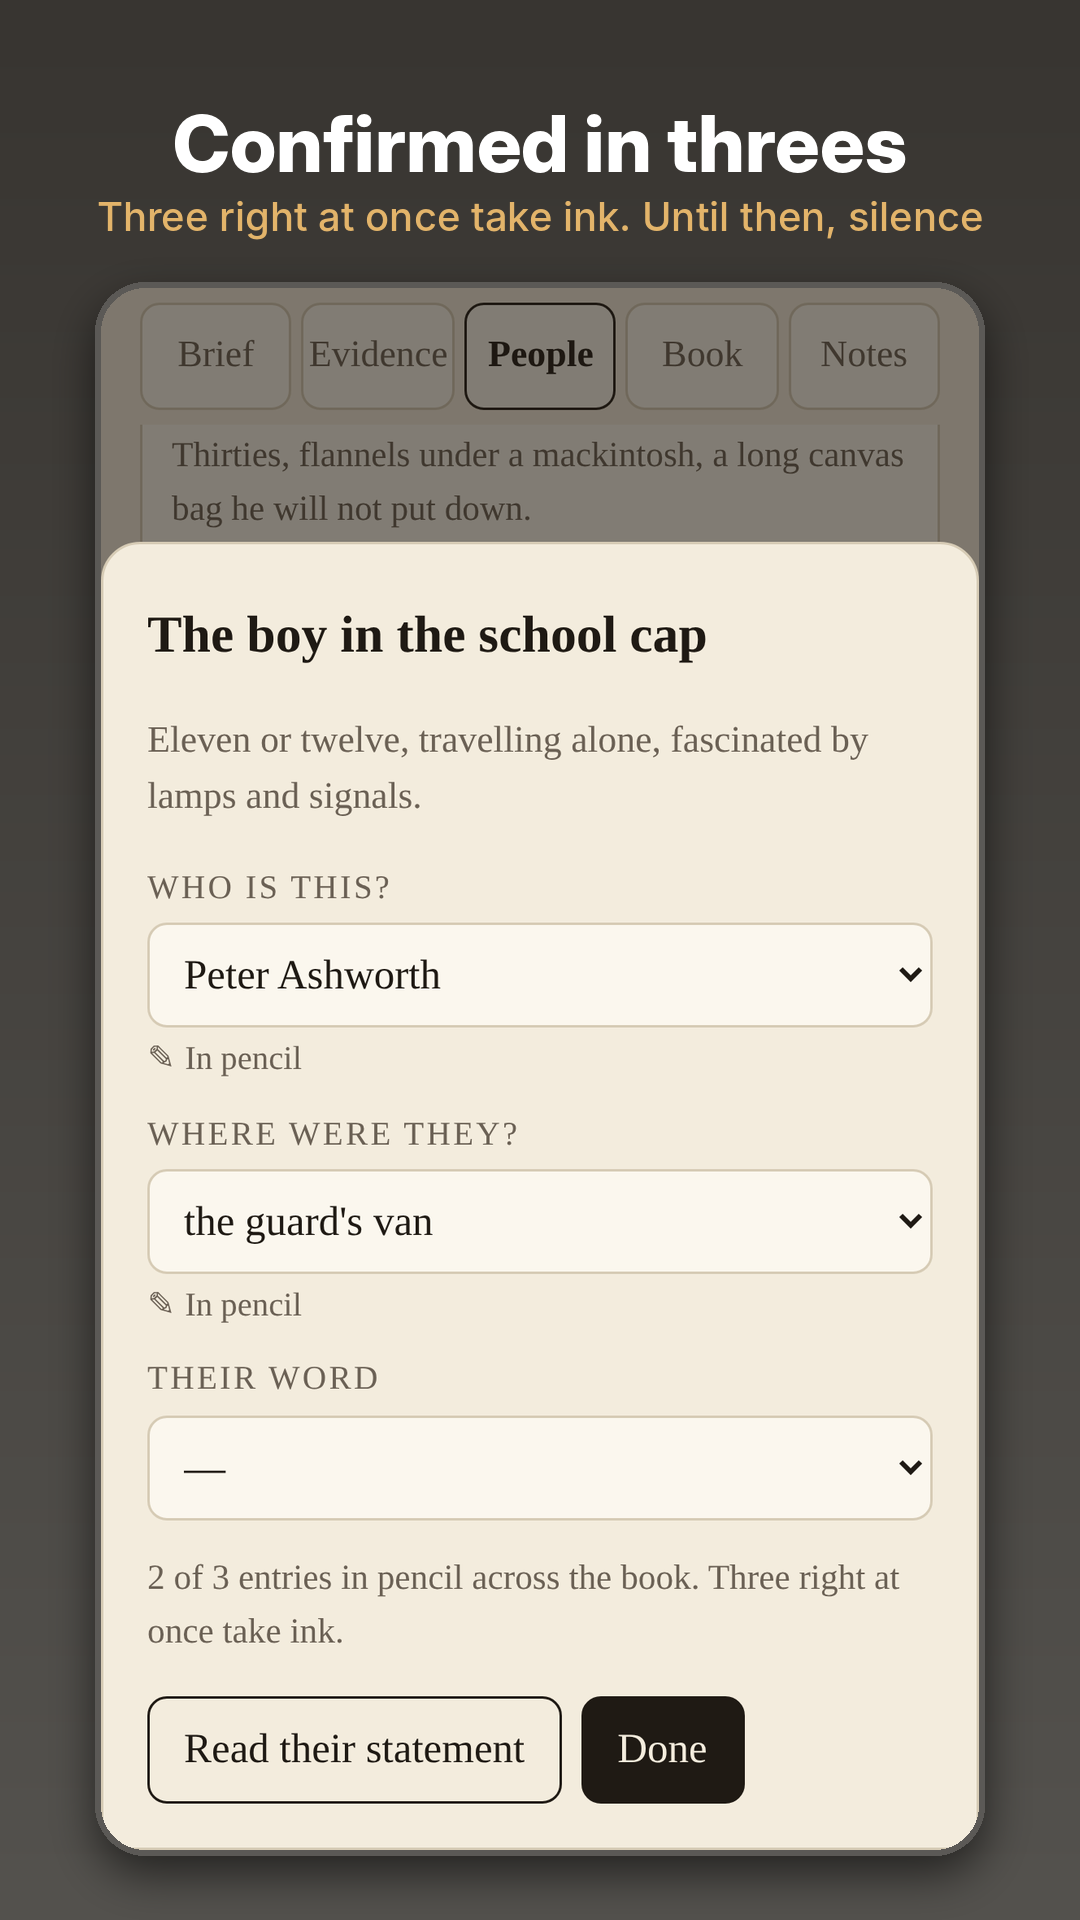 Confirmed in threes
Three right at once take ink. Until then, silence
Brief Evidence People Book Notes
Thirties, flannels under a mackintosh, a long canvas
bag he will not put down.
The boy in the school cap
Eleven or twelve, travelling alone, fascinated by
lamps and signals.
WHO IS THIS?
Peter Ashworth
✎ In pencil
WHERE WERE THEY?
the guard's van
✎ In pencil
THEIR WORD
—
2 of 3 entries in pencil across the book. Three right at
once take ink.
Read their statement Done